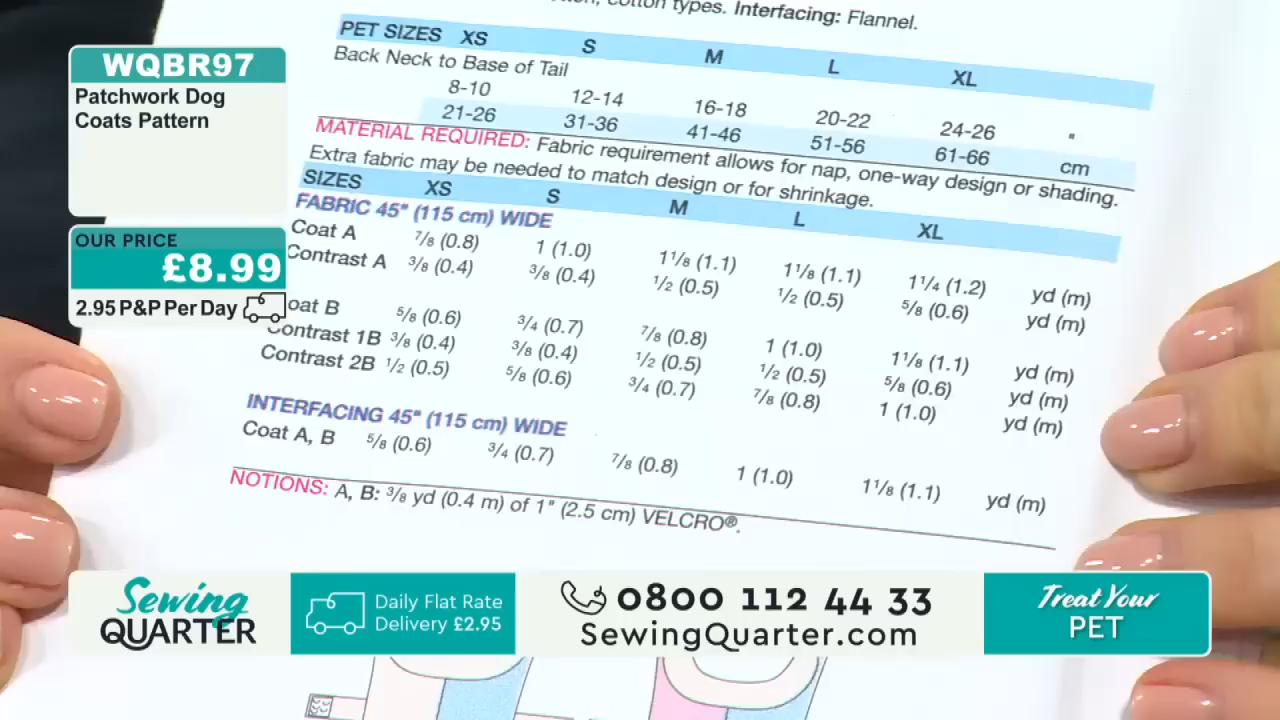 cotton types. Interfacing: Flannel.
PET SIZES XS S M L XL
Back Neck to Base of Tail
8-10 12-14 16-18 20-22 24-26 "
21-26 31-36 41-46 51-56 61-66 cm
MATERIAL REQUIRED: Fabric requirement allows for nap, one-way design or shading.
Extra fabric may be needed to match design or for shrinkage.
SIZES XS S M L XL
FABRIC 45" (115 cm) WIDE
Coat A 7/8 (0.8) 1 (1.0) 1 1/8 (1.1) 1 1/8 (1.1) 1 1/4 (1.2) yd (m)
Contrast A 3/8 (0.4) 3/8 (0.4) 1/2 (0.5) 1/2 (0.5) 5/8 (0.6) yd (m)
oat B 5/8 (0.6) 3/4 (0.7) 7/8 (0.8) 1 (1.0) 1 1/8 (1.1) yd (m)
Contrast 1B 3/8 (0.4) 3/8 (0.4) 1/2 (0.5) 1/2 (0.5) 5/8 (0.6) yd (m)
Contrast 2B 1/2 (0.5) 5/8 (0.6) 3/4 (0.7) 7/8 (0.8) 1 (1.0) yd (m)
INTERFACING 45" (115 cm) WIDE
Coat A, B 5/8 (0.6) 3/4 (0.7) 7/8 (0.8) 1 (1.0) 1 1/8 (1.1) yd (m)
NOTIONS: A, B: 3/8 yd (0.4 m) of 1" (2.5 cm) VELCRO®.
WQBR97
Patchwork Dog
Coats Pattern
OUR PRICE
£8.99
2.95 P&P Per Day
Sewing
QUARTER
Daily Flat Rate
Delivery £2.95
0800 112 44 33
SewingQuarter.com
Treat Your
PET